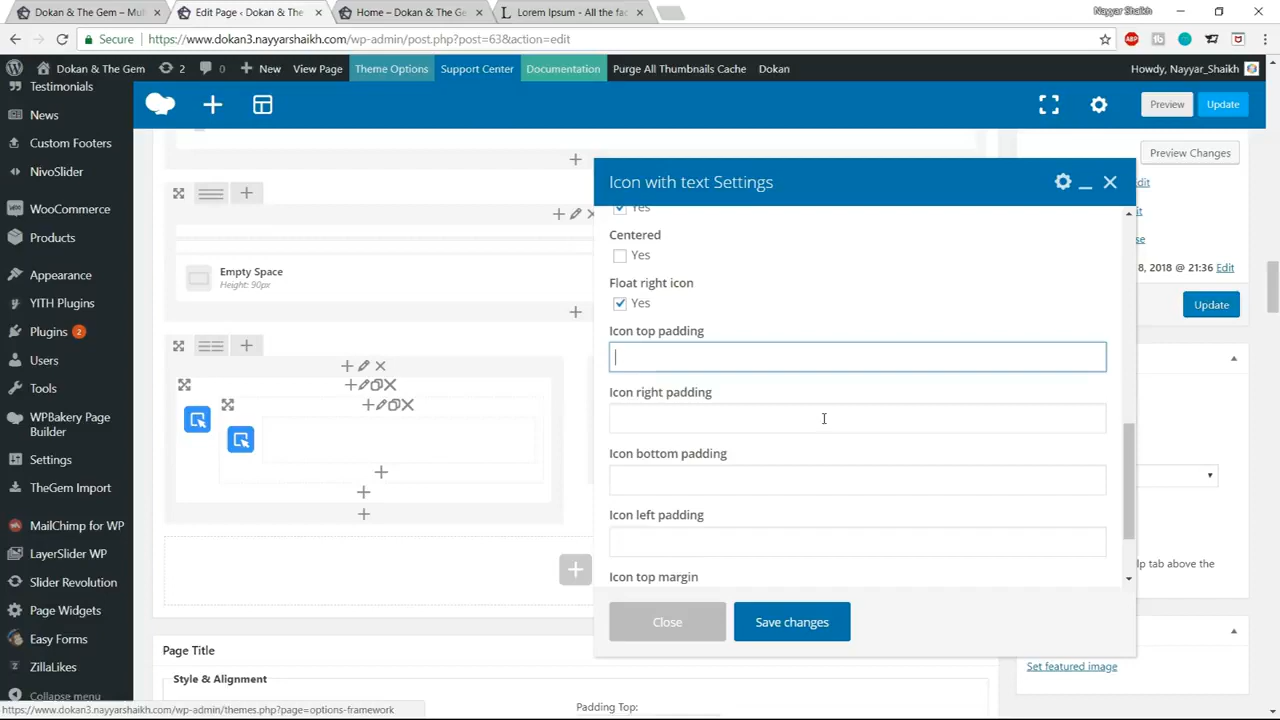 Dokan & The Gem – Mul
Edit Page ‹ Dokan & The
Home – Dokan & The Ge
Lorem Ipsum - All the fac
Nayyar Shaikh
Secure
https://www.dokan3.nayyarshaikh.com/wp-admin/post.php?post=63&action=edit
ABP
Dokan & The Gem
2
0
New
View Page
Theme Options
Support Center
Documentation
Purge All Thumbnails Cache
Dokan
Howdy, Nayyar_Shaikh
Testimonials
News
Custom Footers
NivoSlider
WooCommerce
Products
Appearance
YITH Plugins
Plugins 2
Users
Tools
WPBakery Page
Builder
Settings
TheGem Import
MailChimp for WP
LayerSlider WP
Slider Revolution
Page Widgets
Easy Forms
ZillaLikes
Collapse menu
https://www.dokan3.nayyarshaikh.com/wp-admin/themes.php?page=options-framework
Preview
Update
Empty Space
Height: 90px
Page Title
Style & Alignment
Padding Top:
Icon with text Settings
Yes
Centered
Yes
Float right icon
Yes
Icon top padding
Icon right padding
Icon bottom padding
Icon left padding
Icon top margin
Close
Save changes
Preview Changes
Edit
8, 2018 @ 21:36 Edit
Update
lp tab above the
Set featured image